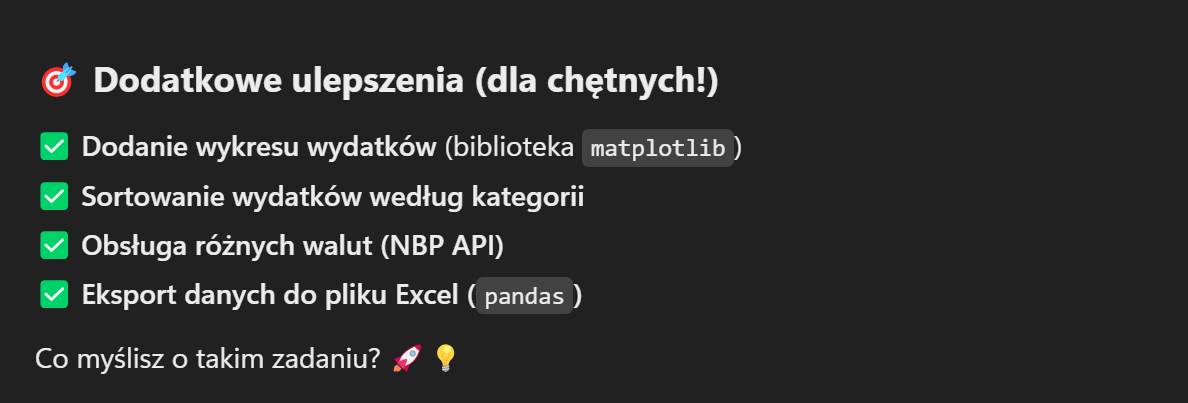 🎯 Dodatkowe ulepszenia (dla chętnych!)
✅ Dodanie wykresu wydatków (biblioteka matplotlib)
✅ Sortowanie wydatków według kategorii
✅ Obsługa różnych walut (NBP API)
✅ Eksport danych do pliku Excel (pandas)
Co myślisz o takim zadaniu? 🚀 💡